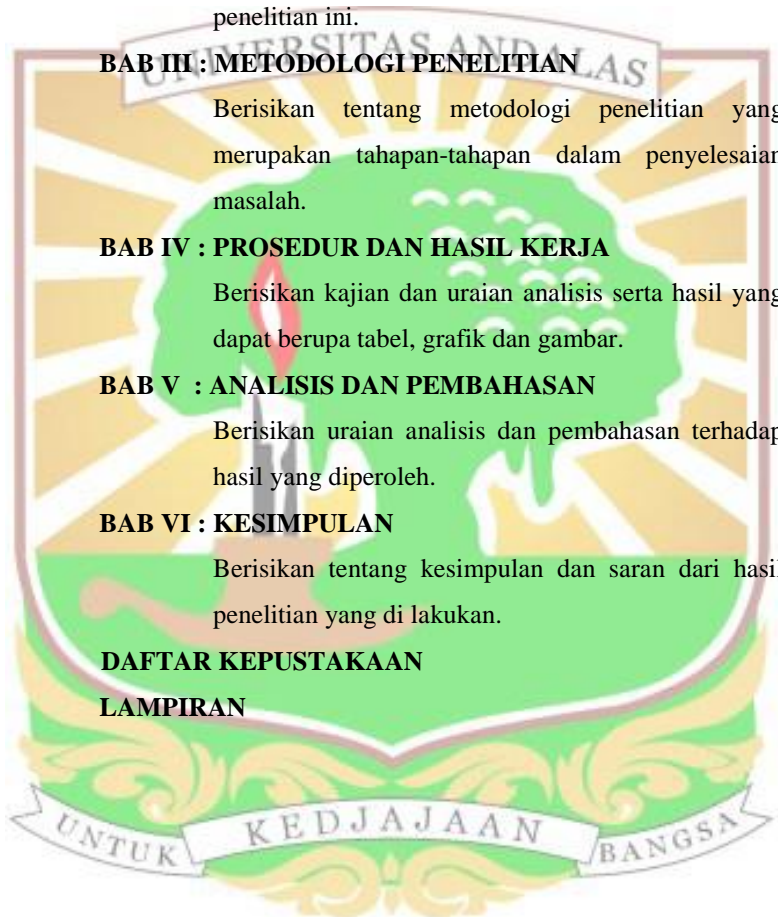 penelitian ini.
UNIVERSITAS ANDALAS
BAB III : METODOLOGI PENELITIAN
Berisikan tentang metodologi penelitian yang
merupakan tahapan-tahapan dalam penyelesaian
masalah.
BAB IV : PROSEDUR DAN HASIL KERJA
Berisikan kajian dan uraian analisis serta hasil yang
dapat berupa tabel, grafik dan gambar.
BAB V : ANALISIS DAN PEMBAHASAN
Berisikan uraian analisis dan pembahasan terhadap
hasil yang diperoleh.
BAB VI : KESIMPULAN
Berisikan tentang kesimpulan dan saran dari hasil
penelitian yang di lakukan.
DAFTAR KEPUSTAKAAN
LAMPIRAN
UNTUK KEDJAJAAN BANGSA